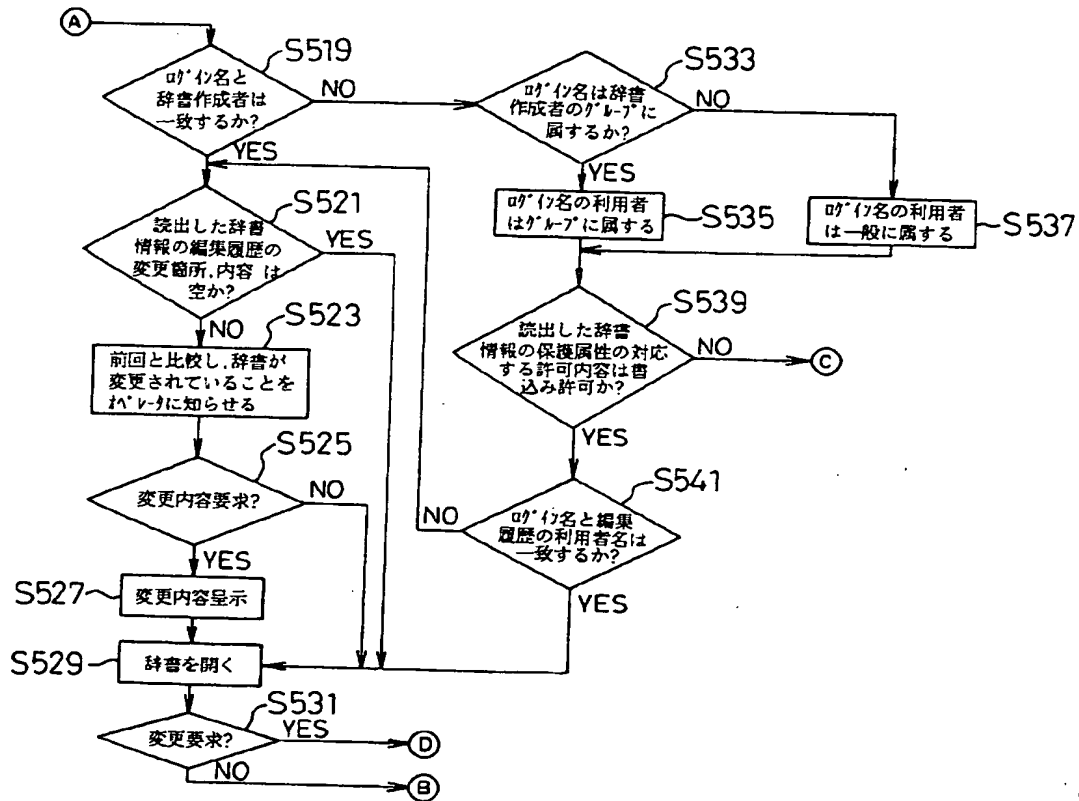 A
S519
ﾛｸﾞｲﾝ名と
辞書作成者は
一致するか?
NO
YES
S521
読出した辞書
情報の編集履歴の
変更箇所,内容 は
空か?
YES
NO
S523
前回と比較し,辞書が
変更されていることを
ｵﾍﾟﾚｰﾀに知らせる
S525
変更内容要求?
NO
YES
S527
変更内容呈示
S529
辞書を開く
S531
変更要求?
YES
D
NO
B
S533
ﾛｸﾞｲﾝ名は辞書
作成者のｸﾞﾙｰﾌﾟに
属するか?
NO
YES
ﾛｸﾞｲﾝ名の利用者
はｸﾞﾙｰﾌﾟに属する
S535
ﾛｸﾞｲﾝ名の利用者
は一般に属する
S537
S539
読出した辞書
情報の保護属性の対応
する許可内容は書
込み許可か?
NO
C
YES
S541
ﾛｸﾞｲﾝ名と編集
履歴の利用者名は
一致するか?
NO
YES